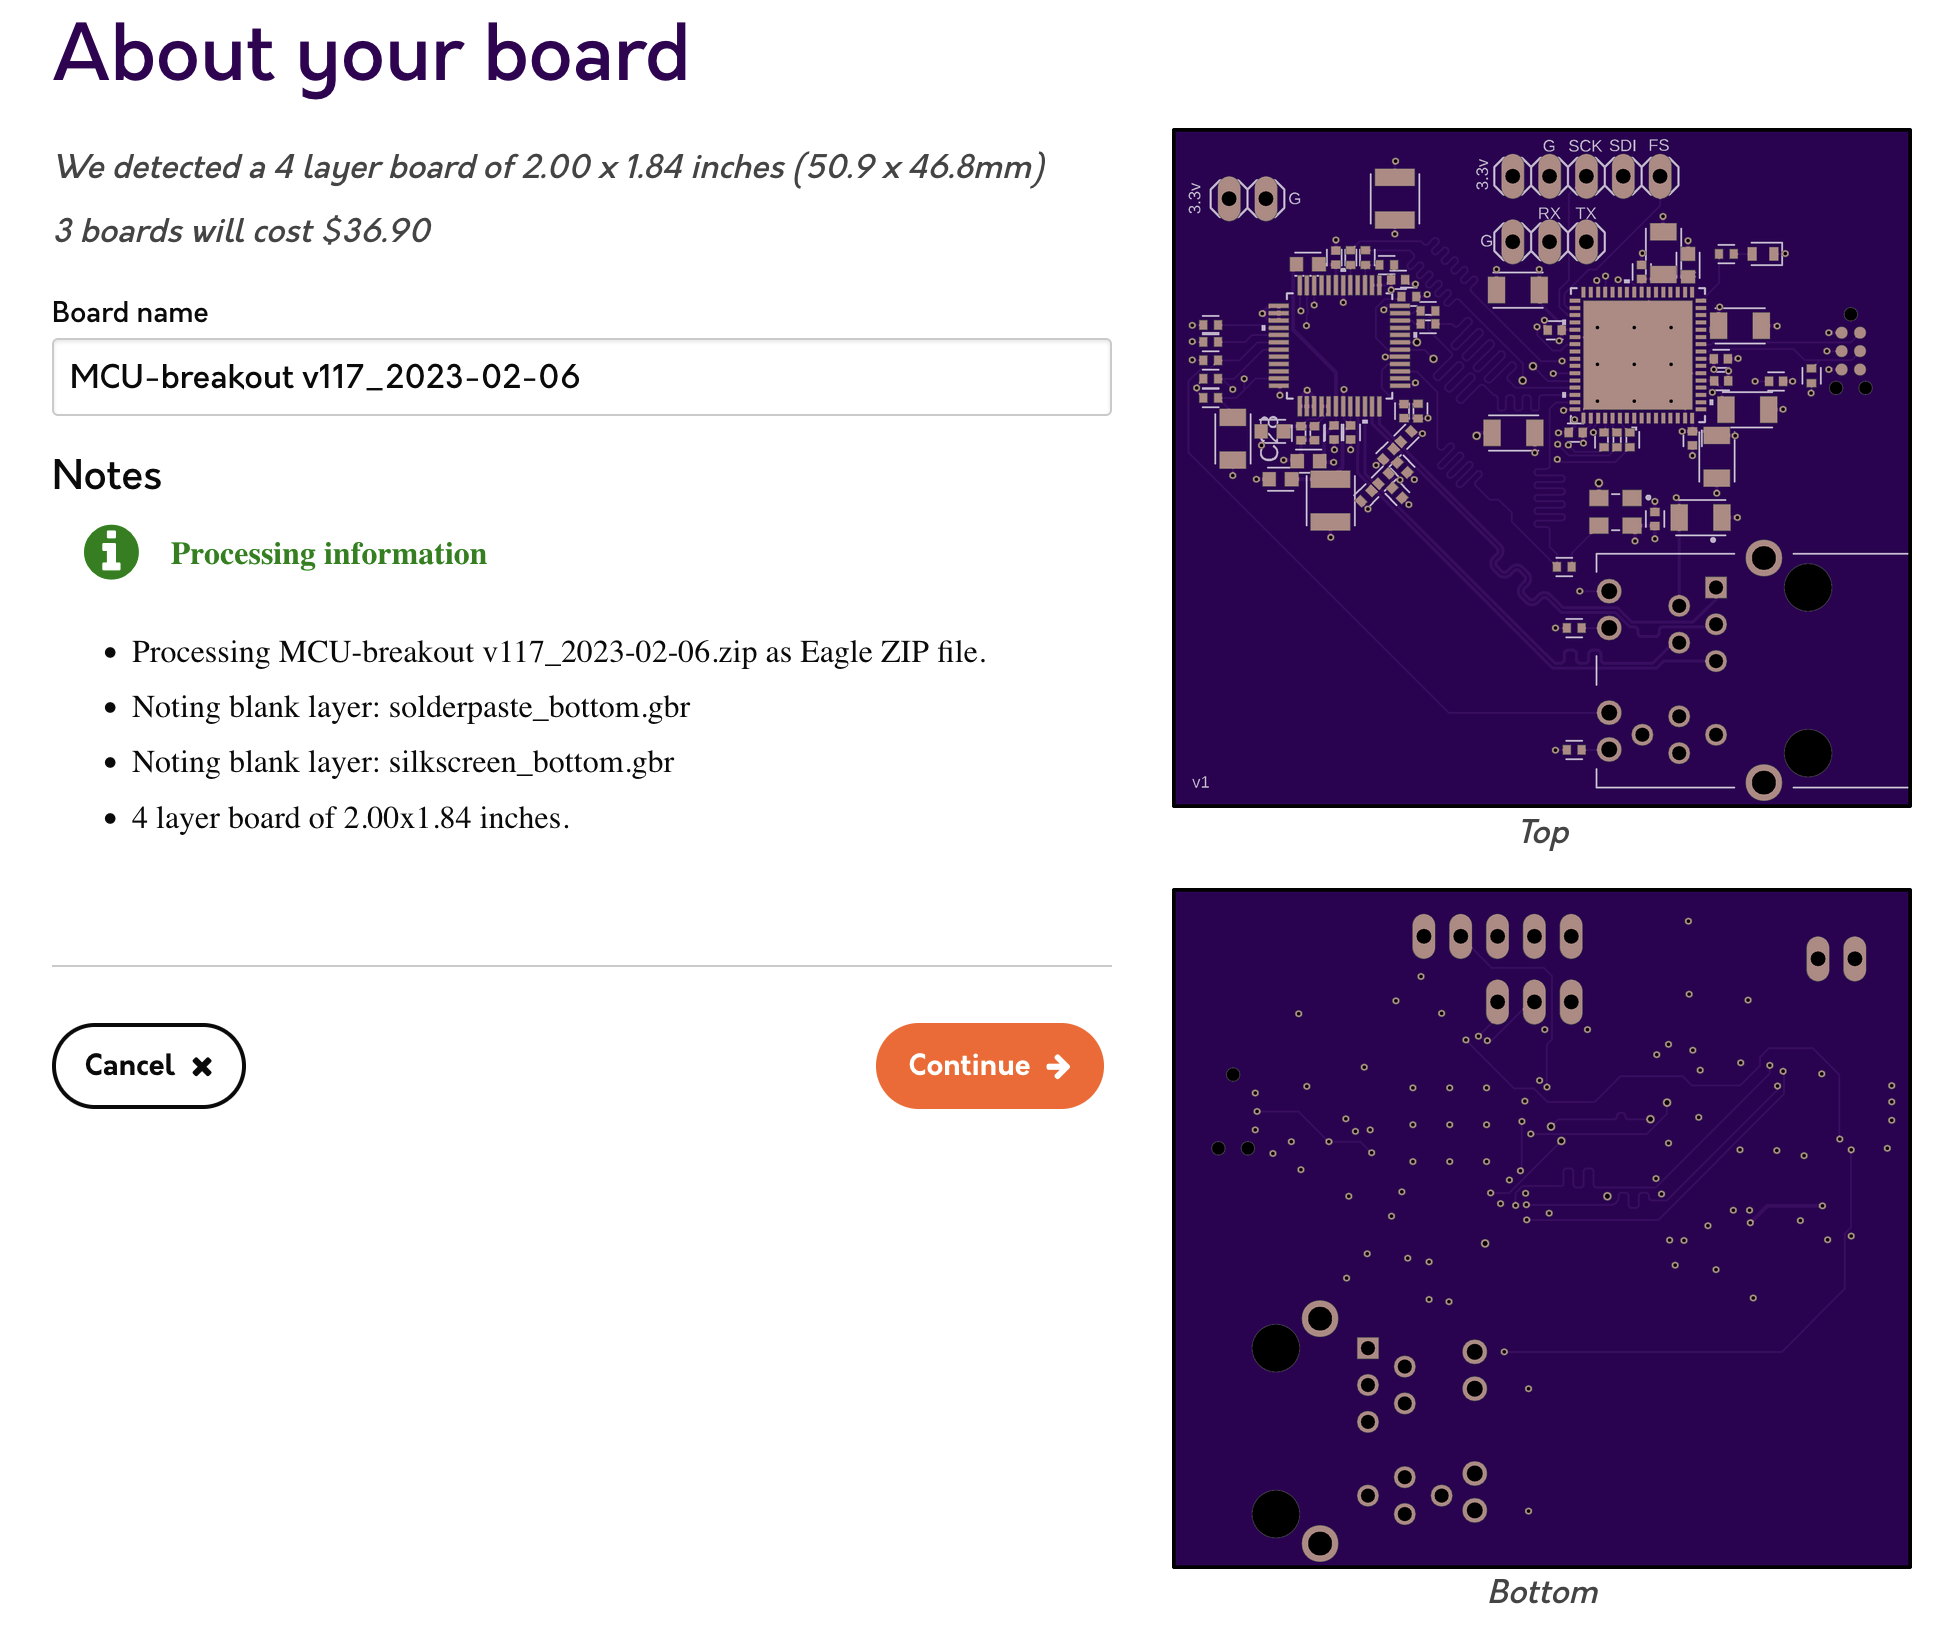 About your board
We detected a 4 layer board of 2.00 x 1.84 inches (50.9 x 46.8mm)
3 boards will cost $36.90
Board name
MCU-breakout v117_2023-02-06
Notes
Processing information
Processing MCU-breakout v117_2023-02-06.zip as Eagle ZIP file.
Noting blank layer: solderpaste_bottom.gbr
Noting blank layer: silkscreen_bottom.gbr
4 layer board of 2.00x1.84 inches.
Cancel
Continue
G SCK SDI FS
3.3v
3.3v
G
RX TX
G
v1
Top
Bottom